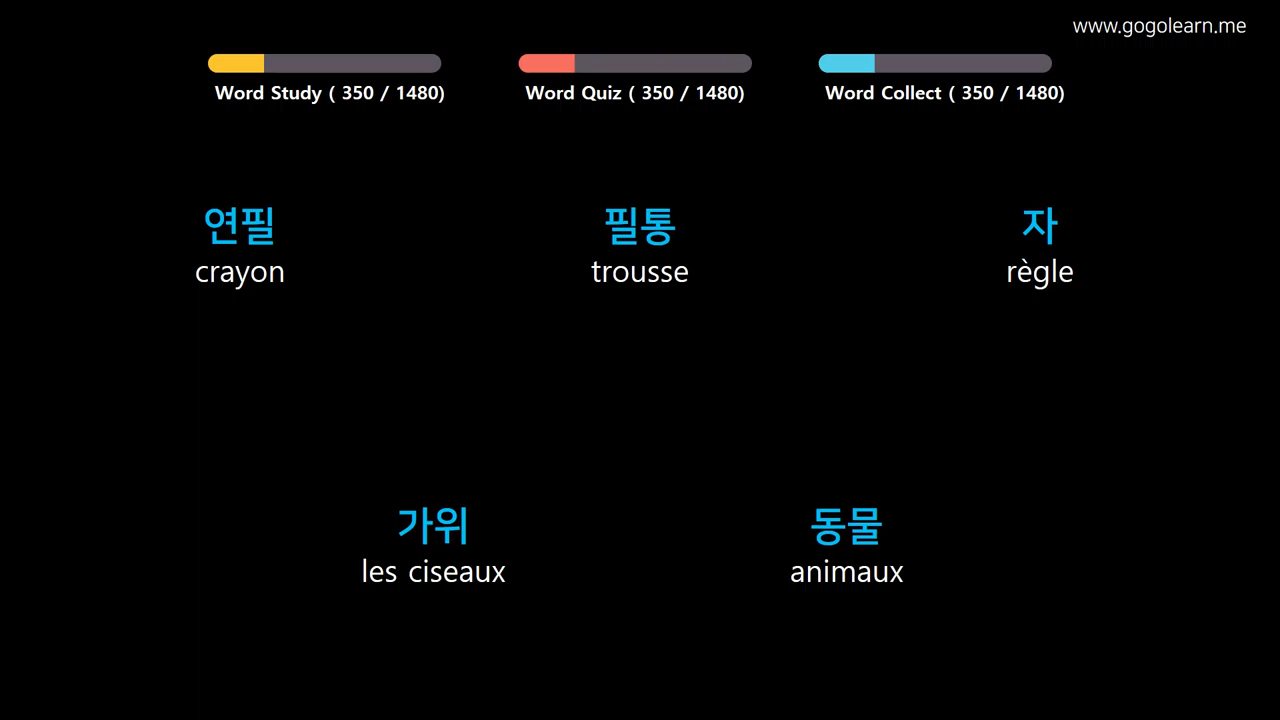 www.gogolearn.me
Word Study ( 350 / 1480)
Word Quiz ( 350 / 1480)
Word Collect ( 350 / 1480)
연필
crayon
필통
trousse
자
règle
가위
les ciseaux
동물
animaux